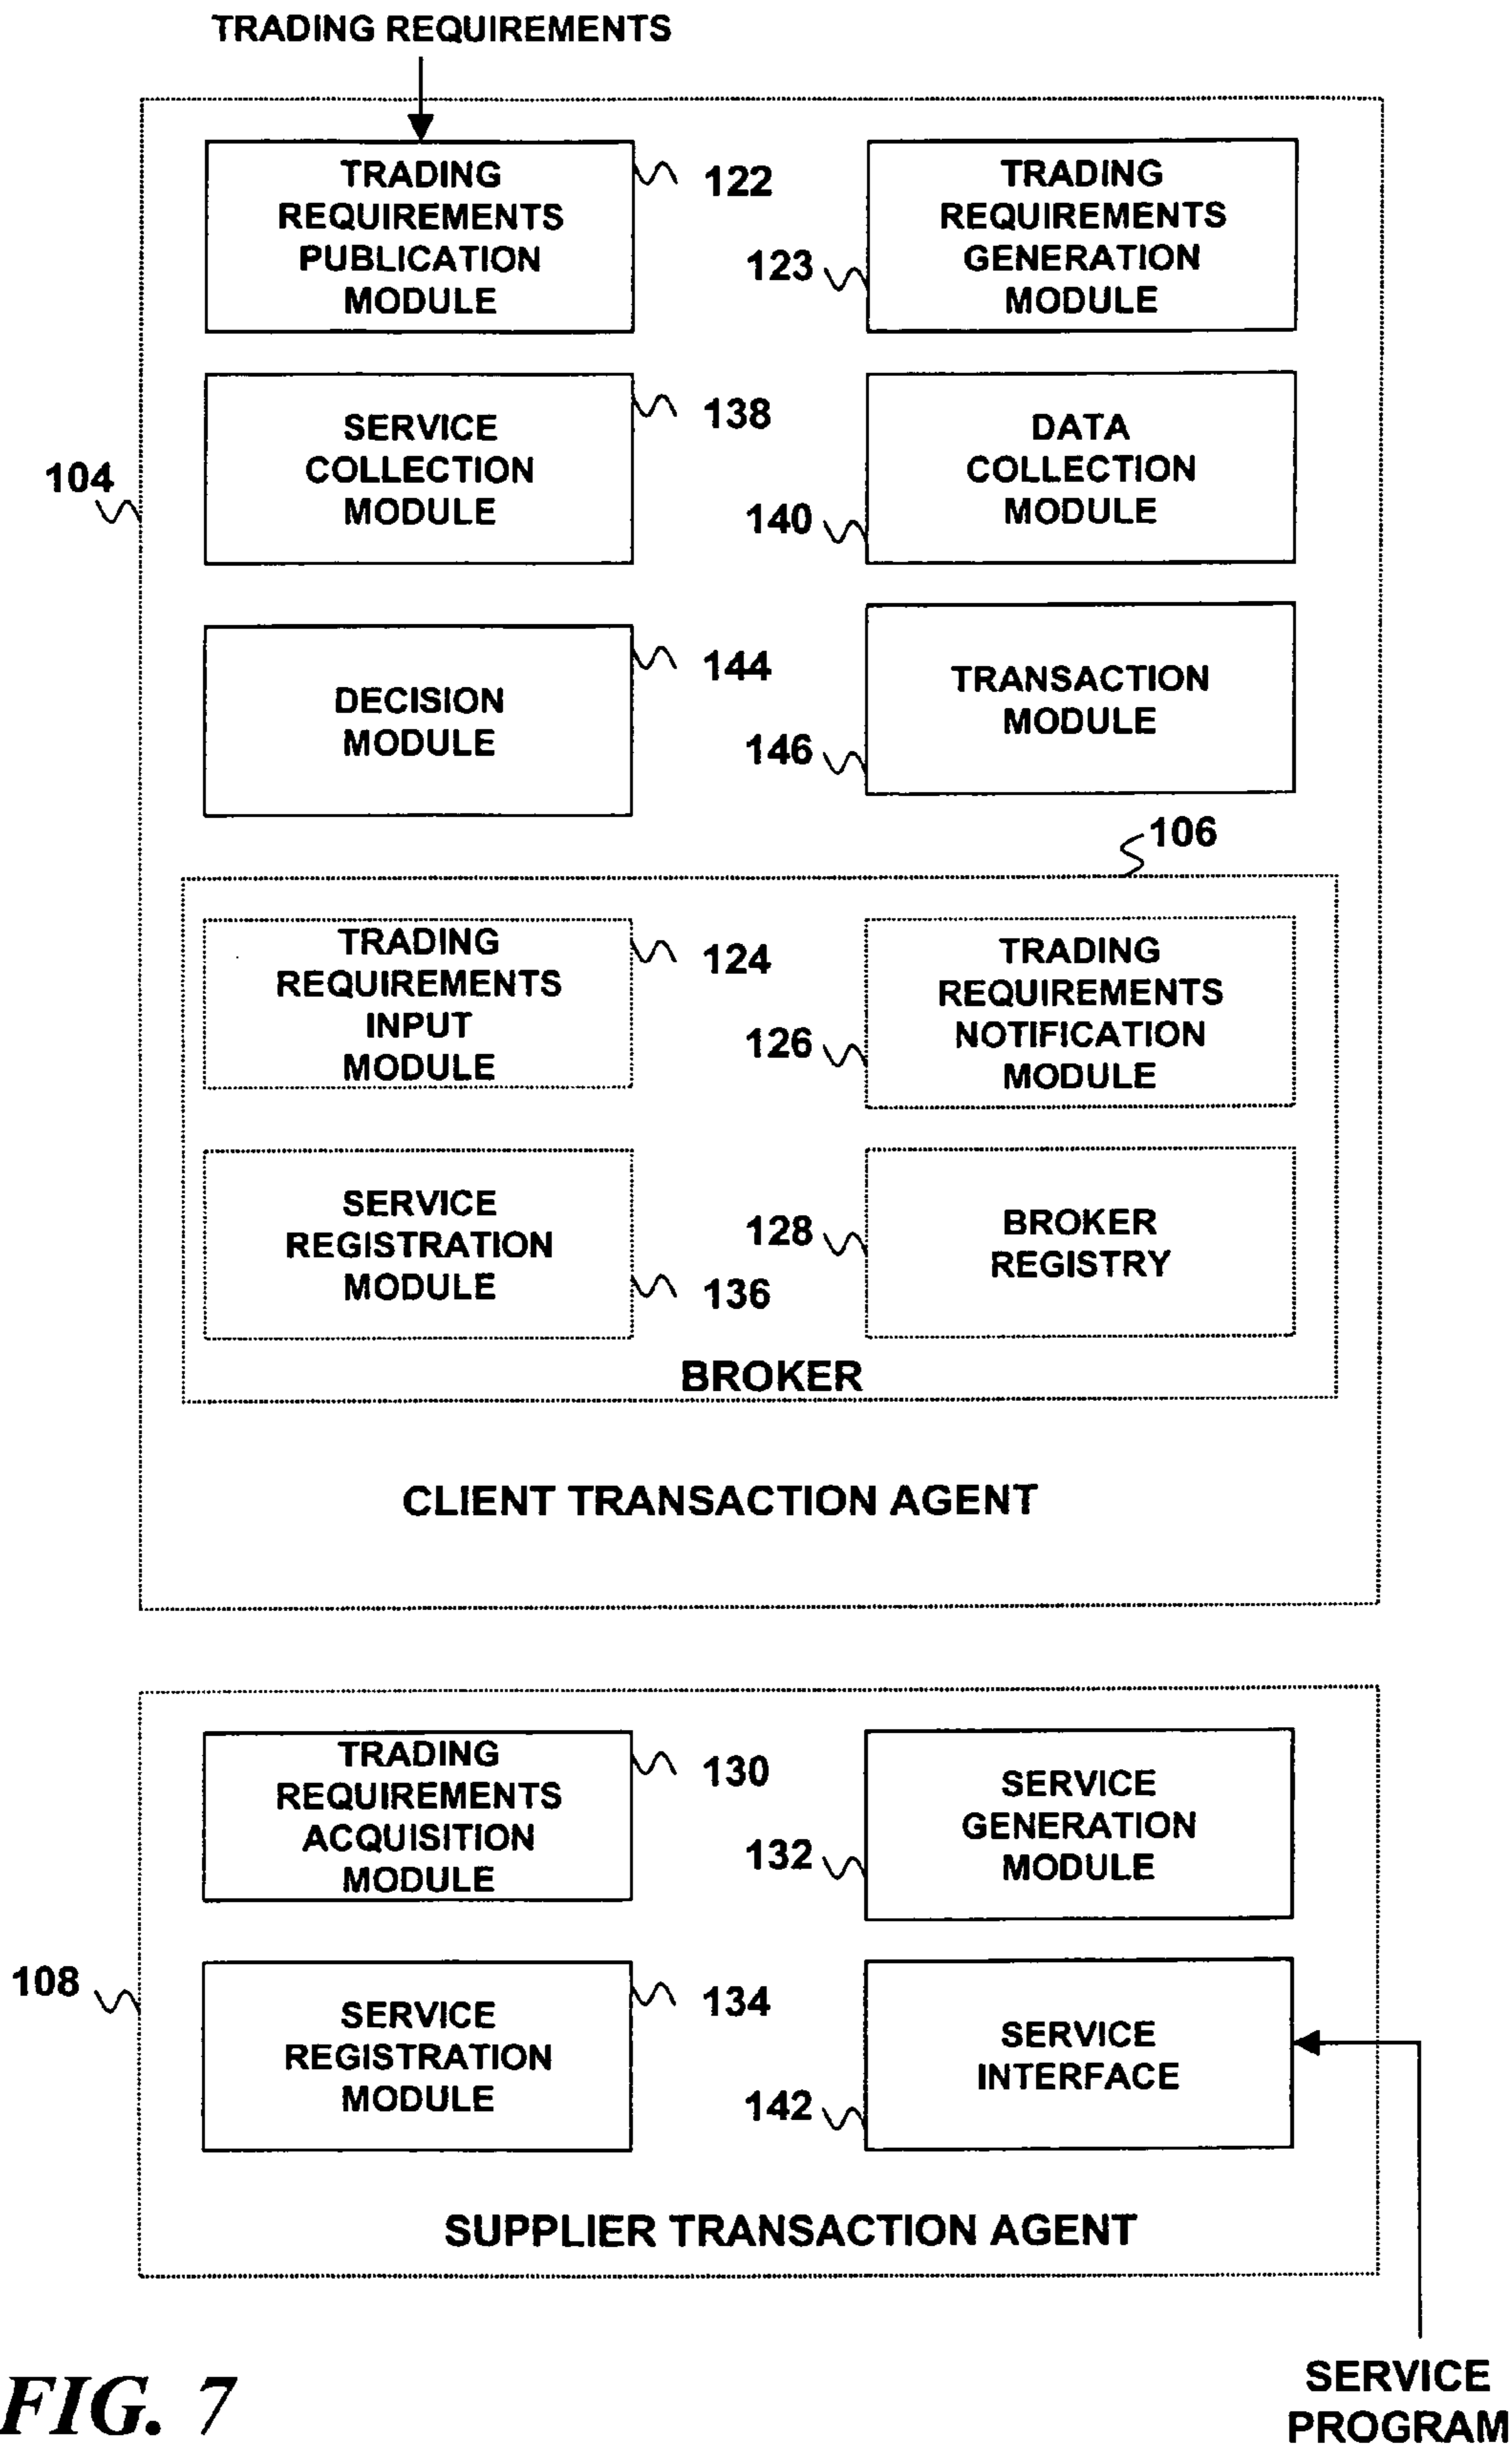 TRADING REQUIREMENTS
TRADING
REQUIREMENTS
PUBLICATION
MODULE
122
TRADING
REQUIREMENTS
GENERATION
MODULE
123
SERVICE
COLLECTION
MODULE
138
DATA
COLLECTION
MODULE
140
104
DECISION
MODULE
144
TRANSACTION
MODULE
146
106
TRADING
REQUIREMENTS
INPUT
MODULE
124
TRADING
REQUIREMENTS
NOTIFICATION
MODULE
126
SERVICE
REGISTRATION
MODULE
136
BROKER
REGISTRY
128
BROKER
CLIENT TRANSACTION AGENT
TRADING
REQUIREMENTS
ACQUISITION
MODULE
130
SERVICE
GENERATION
MODULE
132
108
SERVICE
REGISTRATION
MODULE
134
SERVICE
INTERFACE
142
SUPPLIER TRANSACTION AGENT
SERVICE
PROGRAM
FIG. 7